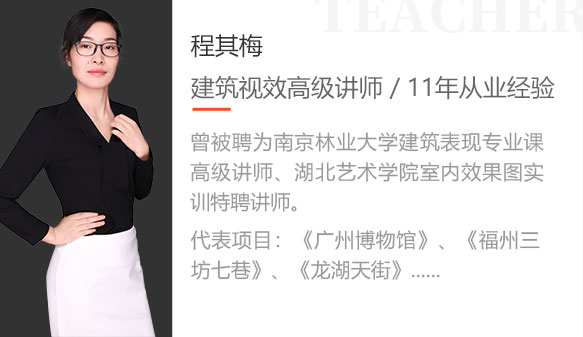 TEACHER
程其梅
建筑视效高级讲师 / 11年从业经验
曾被聘为南京林业大学建筑表现专业课
高级讲师、湖北艺术学院室内效果图实
训特聘讲师。
代表项目：《广州博物馆》、《福州三
坊七巷》、《龙湖天街》......